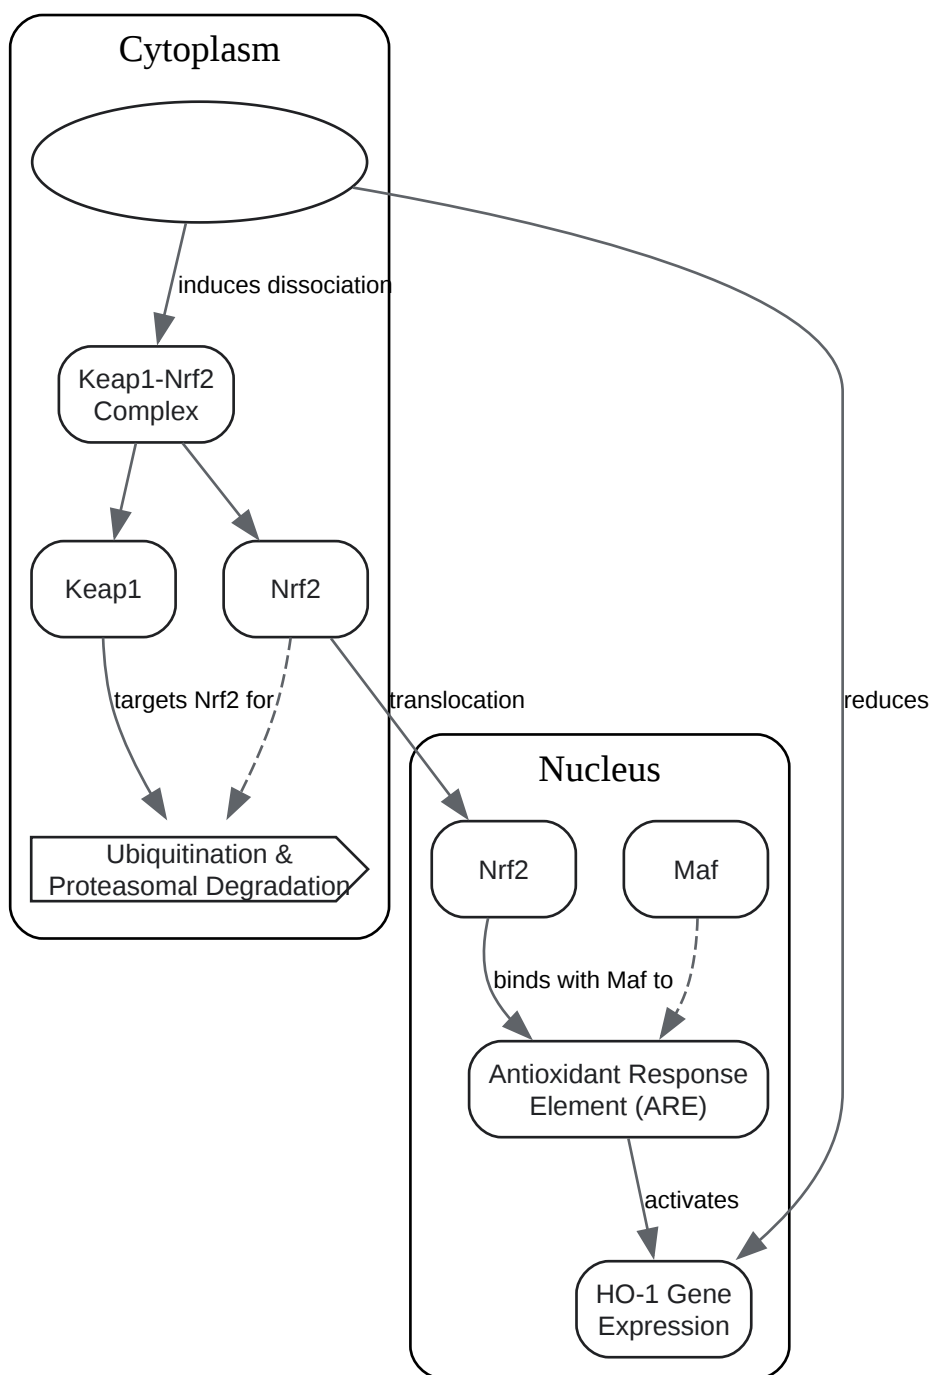 Cytoplasm
induces dissociation
Keap1-Nrf2
Complex
Keap1
Nrf2
targets Nrf2 for
translocation
reduces
Ubiquitination &
Proteasomal Degradation
Nucleus
Nrf2
Maf
binds with Maf to
Antioxidant Response
Element (ARE)
activates
HO-1 Gene
Expression